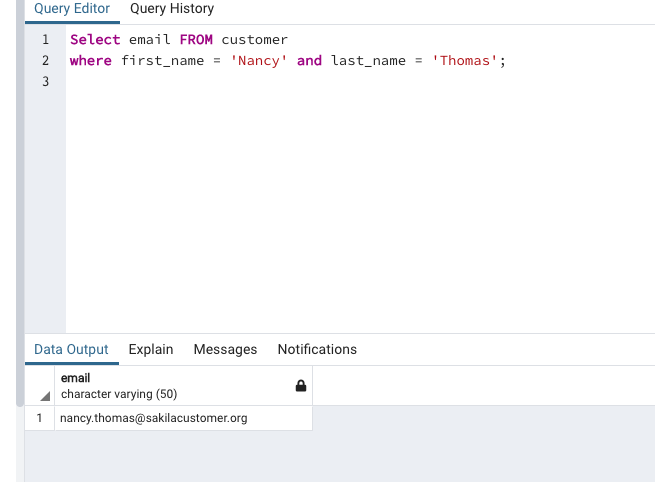 Query Editor Query History
1 Select email FROM customer
2 where first_name = 'Nancy' and last_name = 'Thomas';
3
Data Output Explain Messages Notifications
email
character varying (50)
1 nancy.thomas@sakilacustomer.org